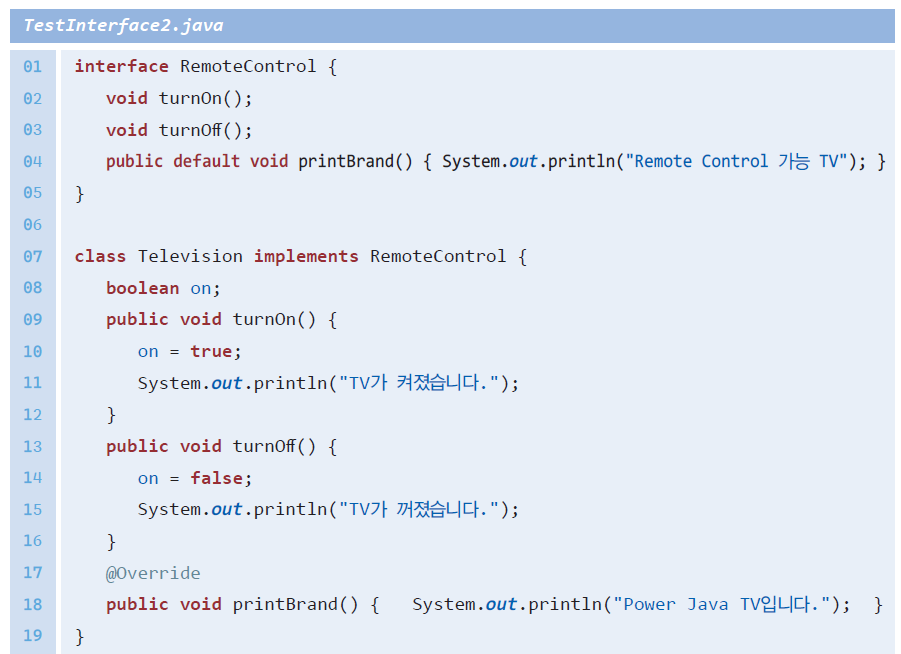 TestInterface2.java
01 interface RemoteControl {
02    void turnOn();
03    void turnOff();
04    public default void printBrand() { System.out.println("Remote Control 가능 TV"); }
05 }
06
07 class Television implements RemoteControl {
08    boolean on;
09    public void turnOn() {
10       on = true;
11       System.out.println("TV가 켜졌습니다.");
12    }
13    public void turnOff() {
14       on = false;
15       System.out.println("TV가 꺼졌습니다.");
16    }
17    @Override
18    public void printBrand() {   System.out.println("Power Java TV입니다.");  }
19 }